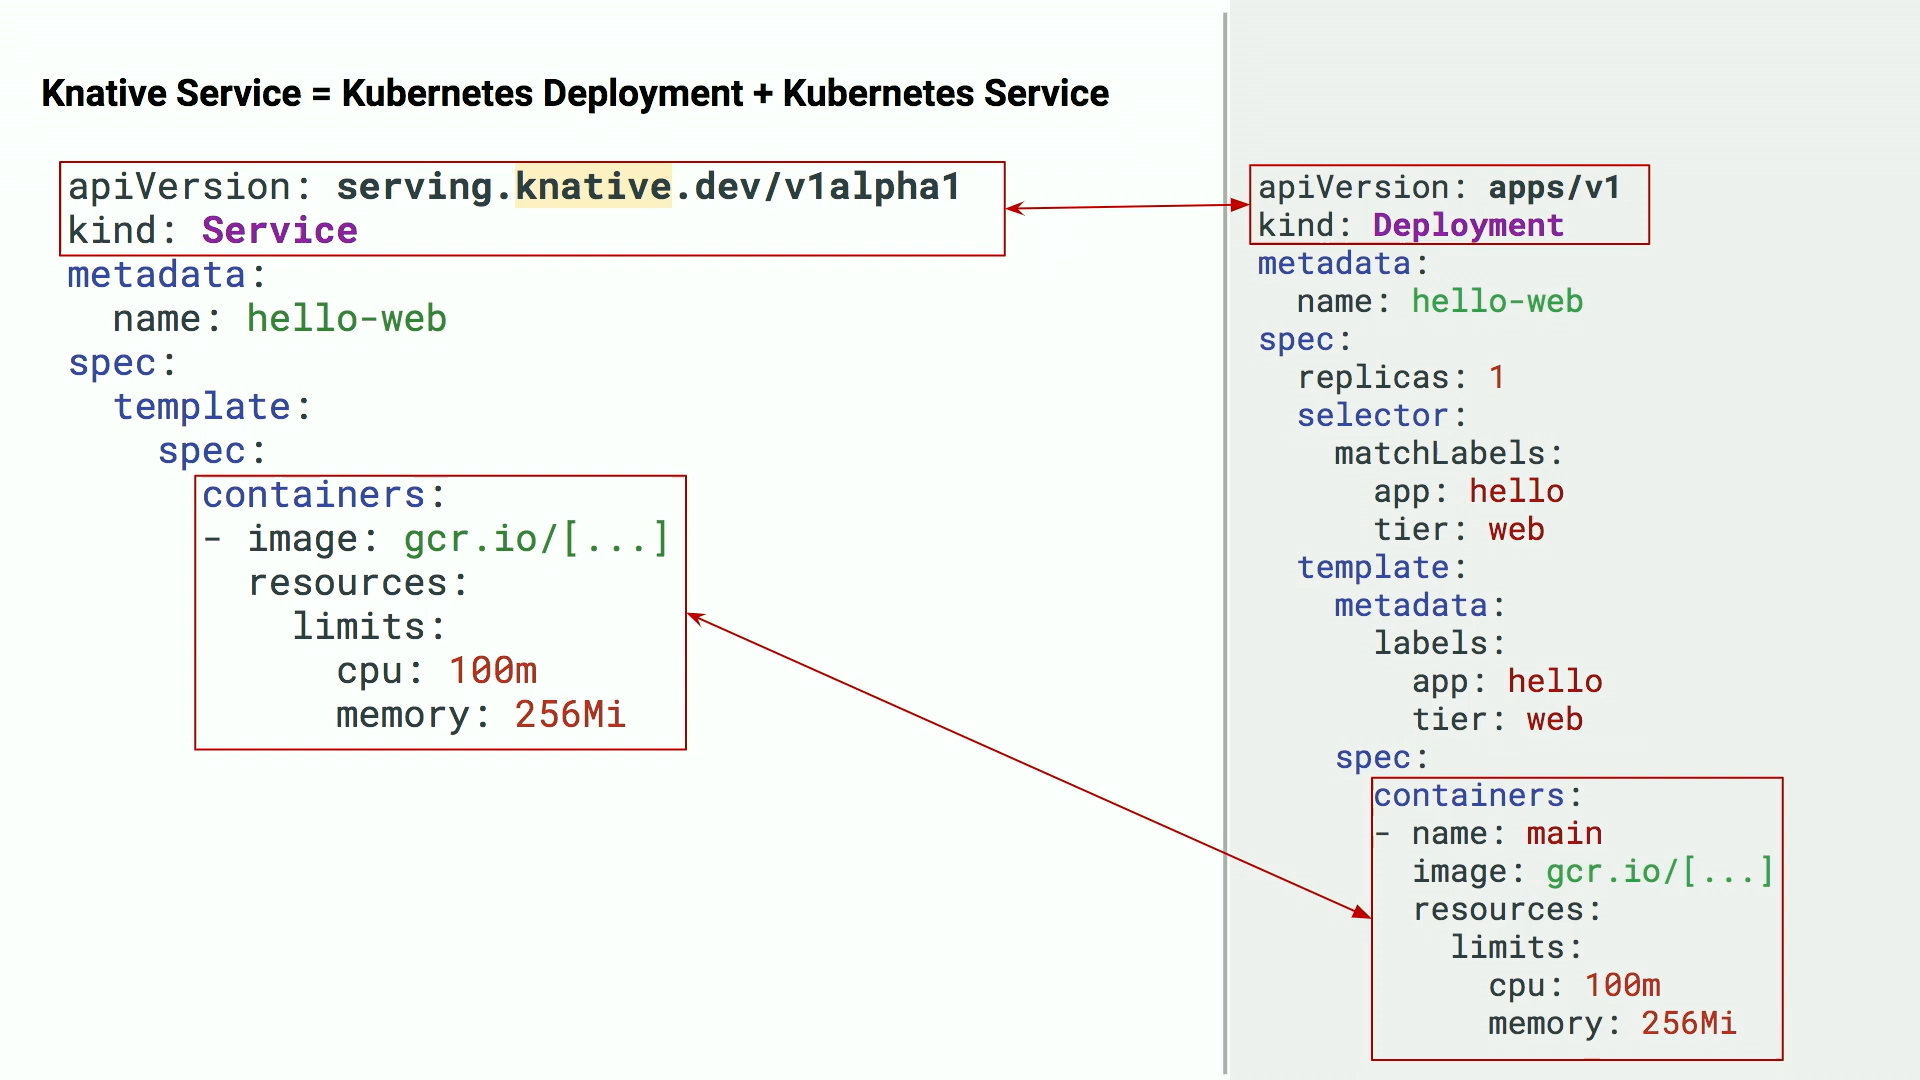 Knative Service = Kubernetes Deployment + Kubernetes Service
apiVersion: serving.knative.dev/v1alpha1
kind: Service
metadata:
  name: hello-web
spec:
  template:
    spec:
      containers:
      - image: gcr.io/[...]
        resources:
          limits:
            cpu: 100m
            memory: 256Mi
apiVersion: apps/v1
kind: Deployment
metadata:
  name: hello-web
spec:
  replicas: 1
  selector:
    matchLabels:
      app: hello
      tier: web
  template:
    metadata:
      labels:
        app: hello
        tier: web
    spec:
      containers:
      - name: main
        image: gcr.io/[...]
        resources:
          limits:
            cpu: 100m
            memory: 256Mi